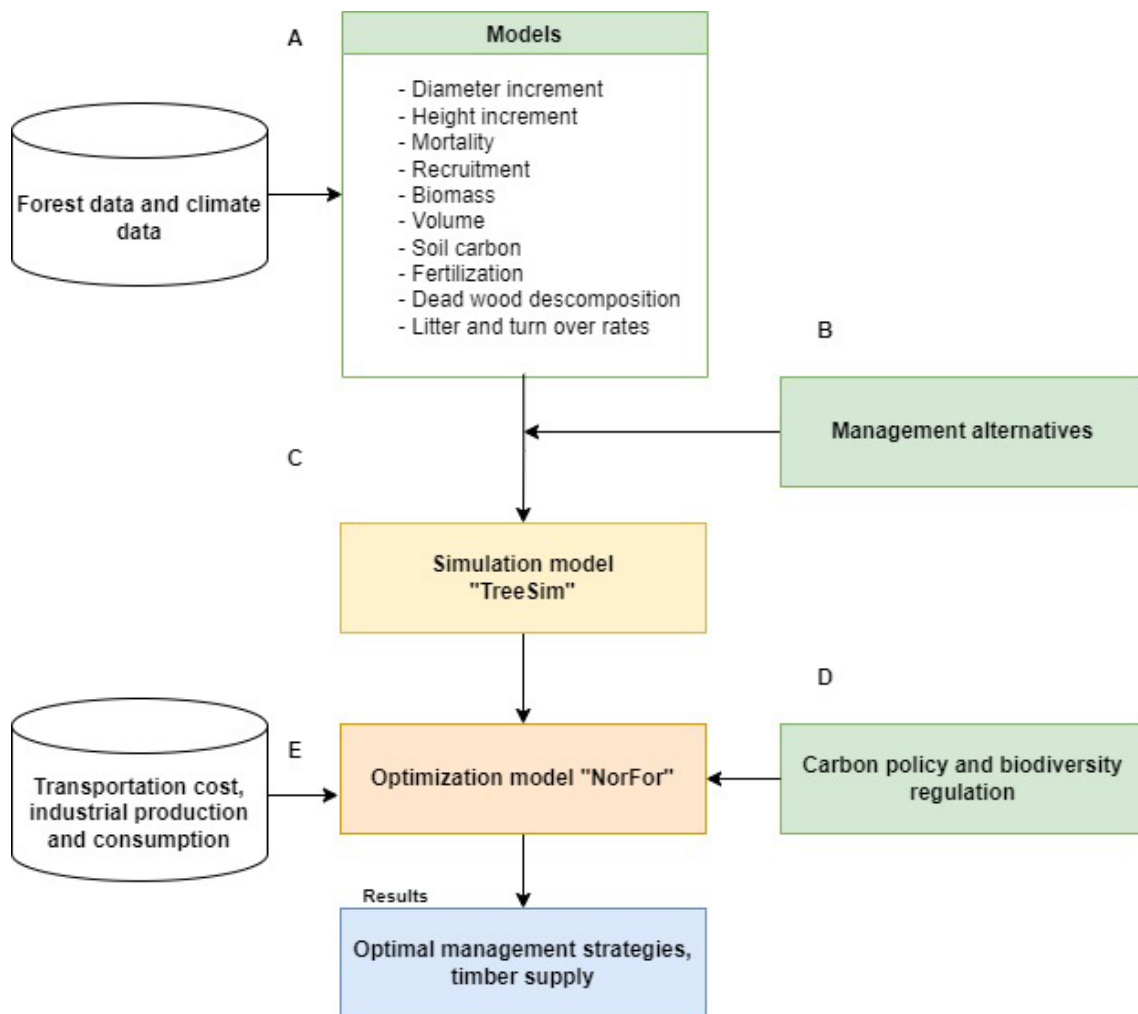 A
Models
- Diameter increment
- Height increment
- Mortality
- Recruitment
- Biomass
- Volume
- Soil carbon
- Fertilization
- Dead wood descomposition
- Litter and turn over rates
Forest data and climate
data
B
Management alternatives
C
Simulation model
"TreeSim"
D
Carbon policy and biodiversity
regulation
E
Transportation cost,
industrial production
and consumption
Optimization model "NorFor"
Results
Optimal management strategies,
timber supply